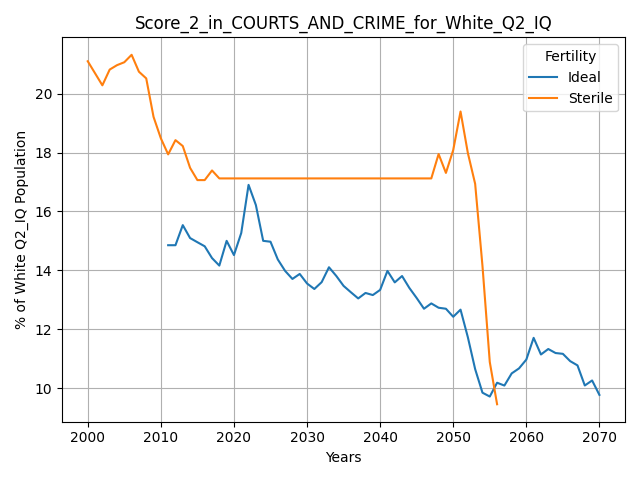 Score_2_in_COURTS_AND_CRIME_for_White_Q2_IQ
Fertility
Ideal
Sterile
% of White Q2_IQ Population
20
18
16
14
12
10
2000 2010 2020 2030 2040 2050 2060 2070
Years